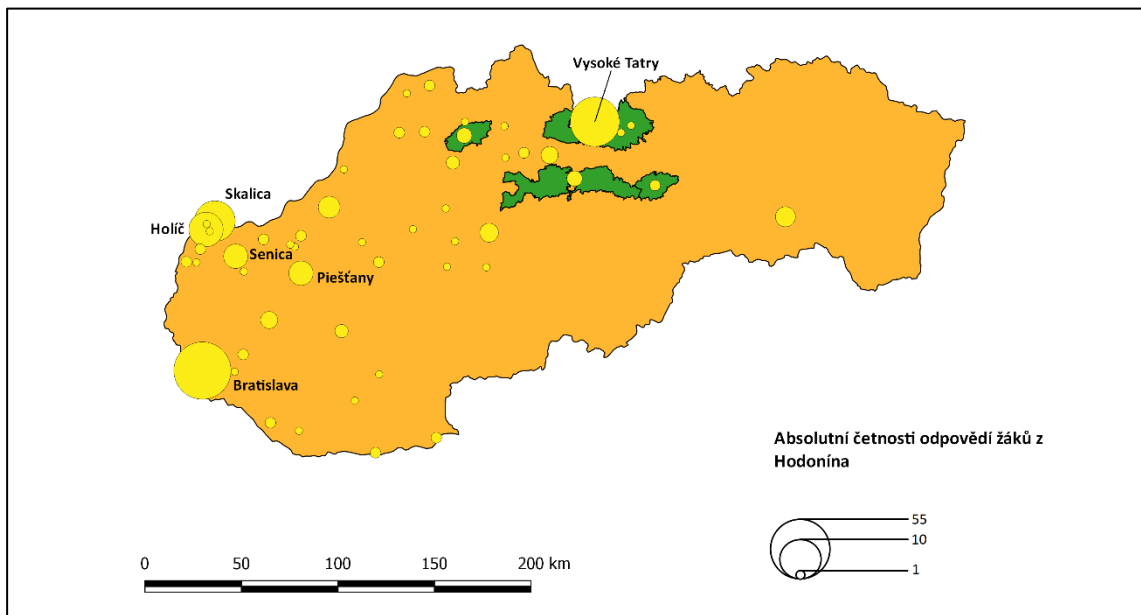 Vysoké Tatry
Skalica
Holíč
Senica
Piešťany
Bratislava
Absolutní četnosti odpovědí žáků z
Hodonína
55
10
1
0 50 100 150 200 km